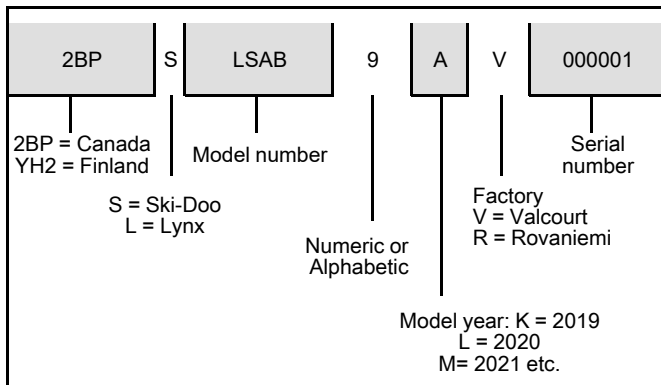 2BP S LSAB 9 A V 000001
2BP = Canada
YH2 = Finland
Model number
Serial
number
S = Ski-Doo
L = Lynx
Factory
V = Valcourt
R = Rovaniemi
Numeric or
Alphabetic
Model year: K = 2019
L = 2020
M= 2021 etc.